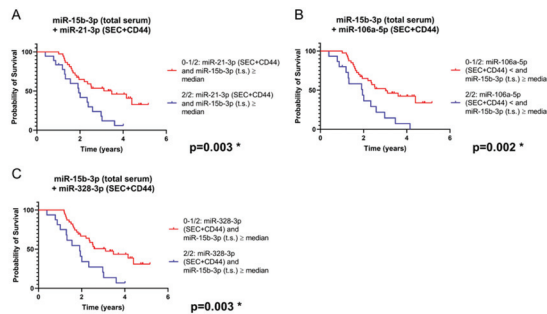 A
miR-15b-3p (total serum)
+ miR-21-3p (SEC+CD44)
Probability of Survival
100
50
0
0 2 4 6
Time (years)
0-1/2: miR-21-3p (SEC+CD44)
and miR-15b-3p (t.s.) ≥
median
2/2: miR-21-3p (SEC+CD44)
and miR-15b-3p (t.s.) ≥
median
p=0.003 *
B
miR-15b-3p (total serum)
+ miR-106a-5p (SEC+CD44)
Probability of Survival
100
50
0
0 2 4 6
Time (years)
0-1/2: miR-106a-5p
(SEC+CD44) < and
miR-15b-3p (t.s.) ≥ median
2/2: miR-106a-5p
(SEC+CD44) < and
miR-15b-3p (t.s.) ≥ median
p=0.002 *
C
miR-15b-3p (total serum)
+ miR-328-3p (SEC+CD44)
Probability of Survival
100
50
0
0 2 4 6
Time (years)
0-1/2: miR-328-3p
(SEC+CD44) and
miR-15b-3p (t.s.) ≥ median
2/2: miR-328-3p
(SEC+CD44) and
miR-15b-3p (t.s.) ≥ median
p=0.003 *